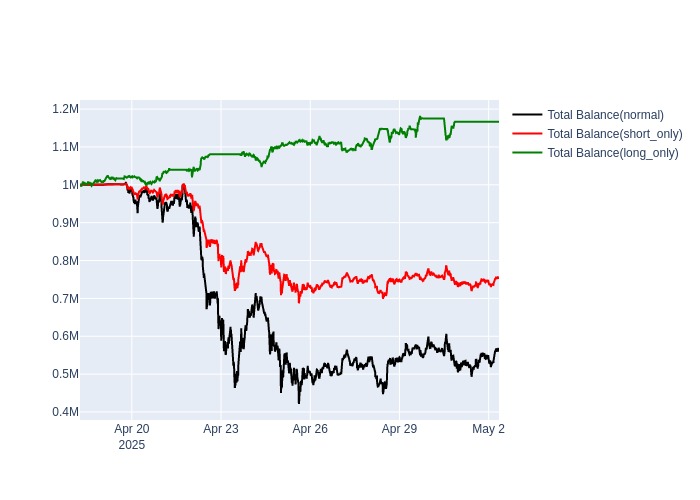 1.2M
1.1M
1M
0.9M
0.8M
0.7M
0.6M
0.5M
0.4M
Apr 20
2025
Apr 23
Apr 26
Apr 29
May 2
Total Balance(normal)
Total Balance(short_only)
Total Balance(long_only)